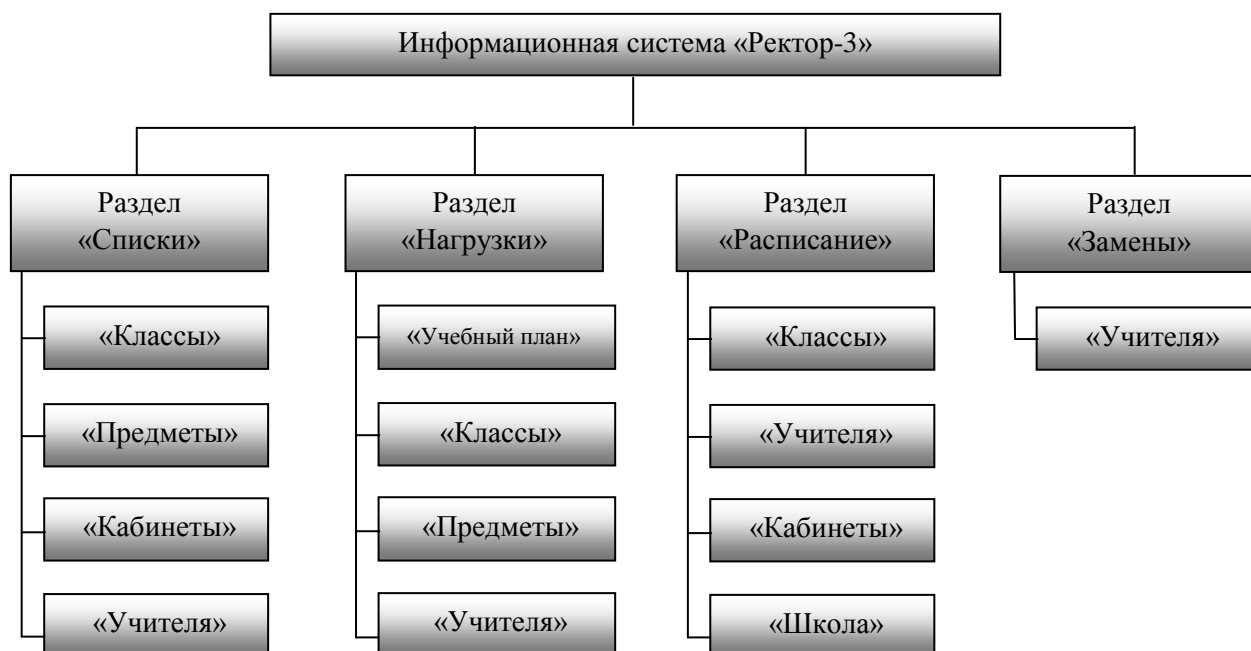 Информационная система «Ректор-3»
Раздел
«Списки»
«Классы»
«Предметы»
«Кабинеты»
«Учителя»
Раздел
«Нагрузки»
«Учебный план»
«Классы»
«Предметы»
«Учителя»
Раздел
«Расписание»
«Классы»
«Учителя»
«Кабинеты»
«Школа»
Раздел
«Замены»
«Учителя»